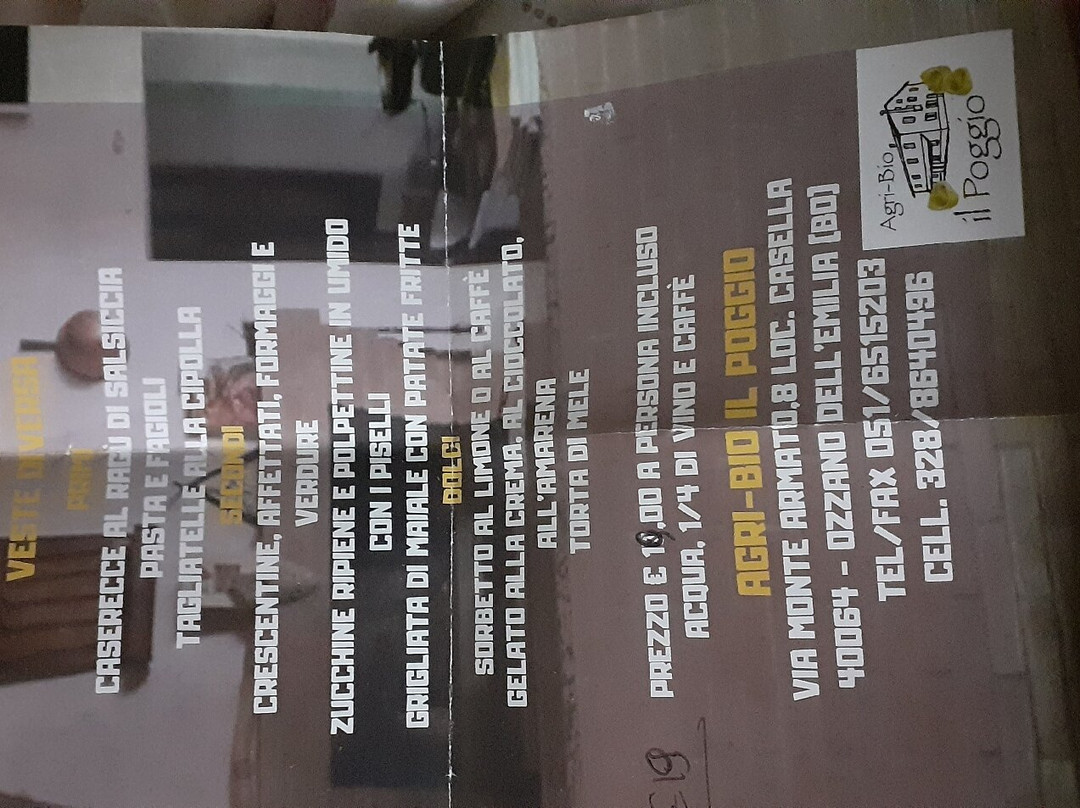 VESTE DIVERSA
PRIMI
CASERECCE AL RAGÙ DI SALSICCIA
PASTA E FAGIOLI
TAGLIATELLE ALLA CIPOLLA
SECONDI
CRESCENTINE, AFFETTATI, FORMAGGI E
VERDURE
ZUCCHINE RIPIENE E POLPETTINE IN UMIDO
CON I PISELLI
GRIGLIATA DI MAIALE CON PATATE FRITTE
DOLCI
SORBETTO AL LIMONE O AL CAFFÈ
GELATO ALLA CREMA, AL CIOCCOLATO,
ALL'AMARENA
TORTA DI MELE
PREZZO € 19,00 A PERSONA INCLUSO
ACQUA, 1/4 DI VINO E CAFFÈ
€ 19
AGRI-BIO IL POGGIO
VIA MONTE ARMATO,8 LOC. CASELLA
40064 - OZZANO DELL'EMILIA (BO)
TEL/FAX 051/6515203
CELL. 328/8640496
Agri-Bio
il Poggio